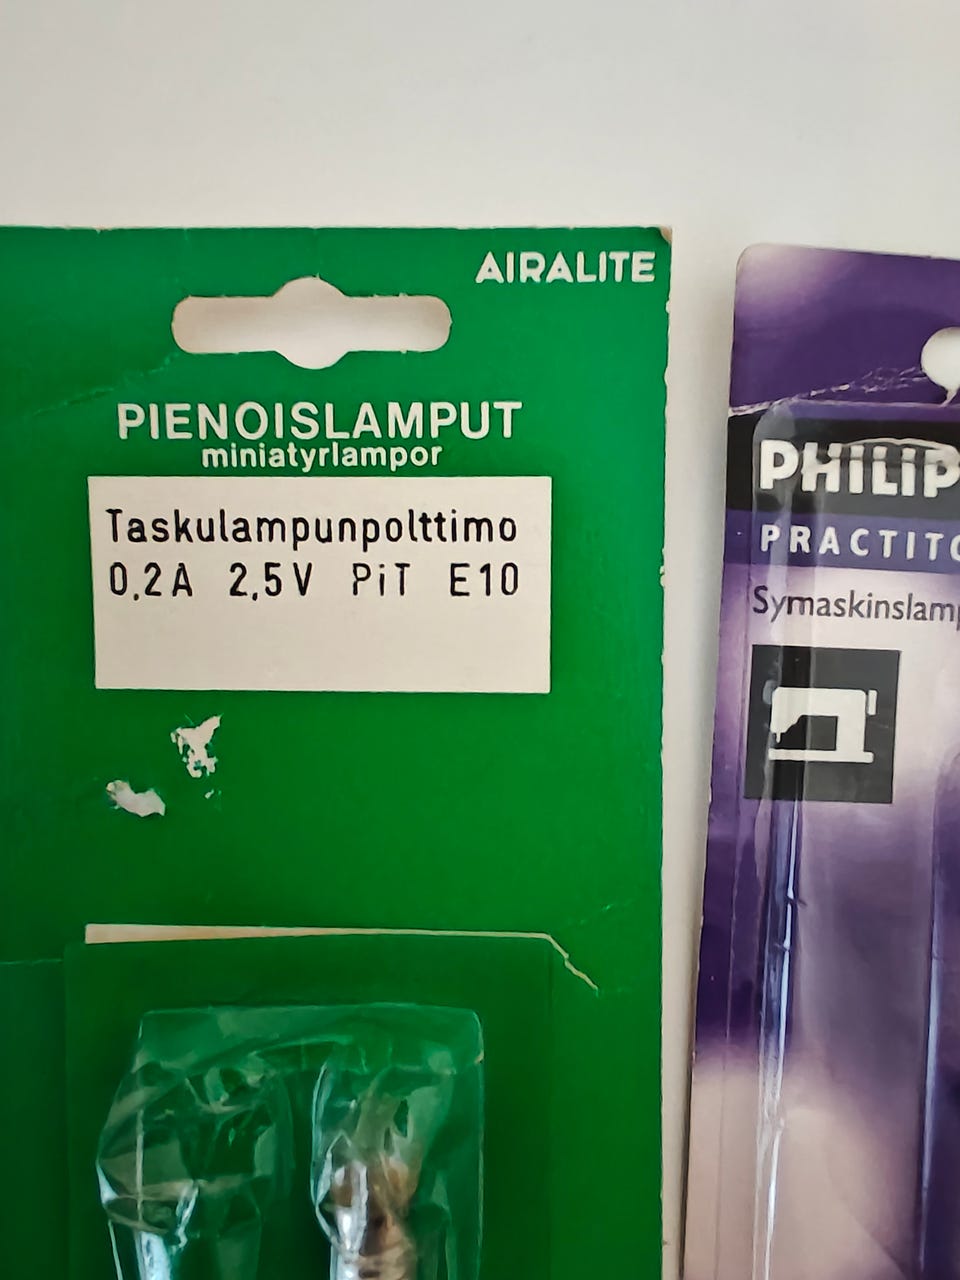 AIRALITE
PIENOISLAMPUT
miniatyrlampor
Taskulampunpolttimo
0,2A 2,5V PiT E10
PHILIP
PRACTITO
Symaskinslamp